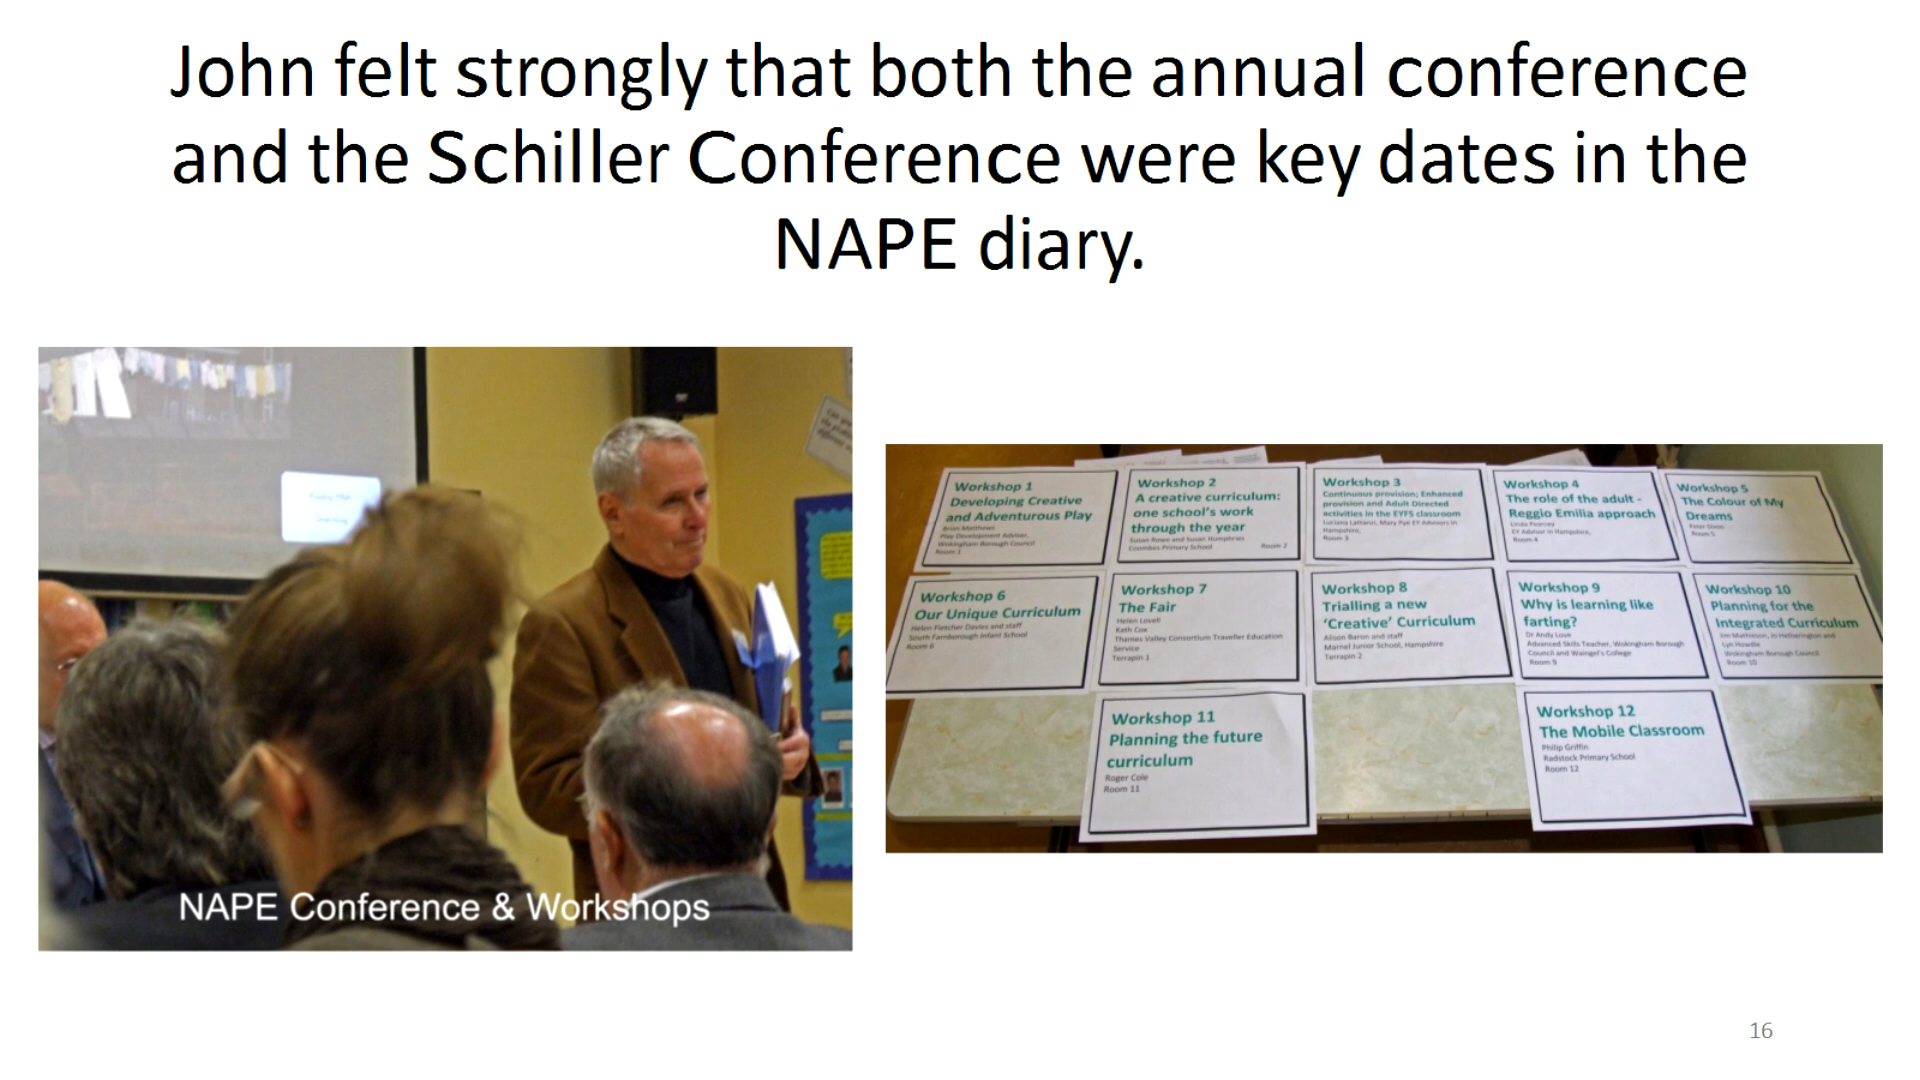 John felt strongly that both the annual conference
and the Schiller Conference were key dates in the
NAPE diary.
NAPE Conference & Workshops
Workshop 1
Developing Creative
and Adventurous Play
Brian Matthews
Play Development Adviser,
Wokingham Borough Council
Room 1
Workshop 2
A creative curriculum:
one school's work
through the year
Susan Rowe and Susan Humphries
Coombes Primary School
Room 2
Workshop 3
Continuous provision; Enhanced
provision and Adult Directed
activities in the EYFS classroom
Luciana Lattanzi, Mary Pye EY Advisors in
Hampshire,
Room 3
Workshop 4
The role of the adult -
Reggio Emilia approach
Linda Pearcey
EY Advisor in Hampshire,
Room 4
Workshop 5
The Colour of My
Dreams
Peter Dixon
Room 5
Workshop 6
Our Unique Curriculum
Helen Fletcher Davies and staff
South Farnborough Infant School
Room 6
Workshop 7
The Fair
Helen Lovell
Kath Cox
Thames Valley Consortium Traveller Education
Service
Terrapin 1
Workshop 8
Trialling a new
'Creative' Curriculum
Alison Baron and staff
Marnel Junior School, Hampshire
Terrapin 2
Workshop 9
Why is learning like
farting?
Dr Andy Love
Advanced Skills Teacher, Wokingham Borough
Council and Waingel's College
Room 9
Workshop 10
Planning for the
Integrated Curriculum
Jim Mathieson, Jo Hetherington and
Lyn Howdle
Wokingham Borough Council
Room 10
Workshop 11
Planning the future
curriculum
Roger Cole
Room 11
Workshop 12
The Mobile Classroom
Philip Griffin
Radstock Primary School
Room 12
16